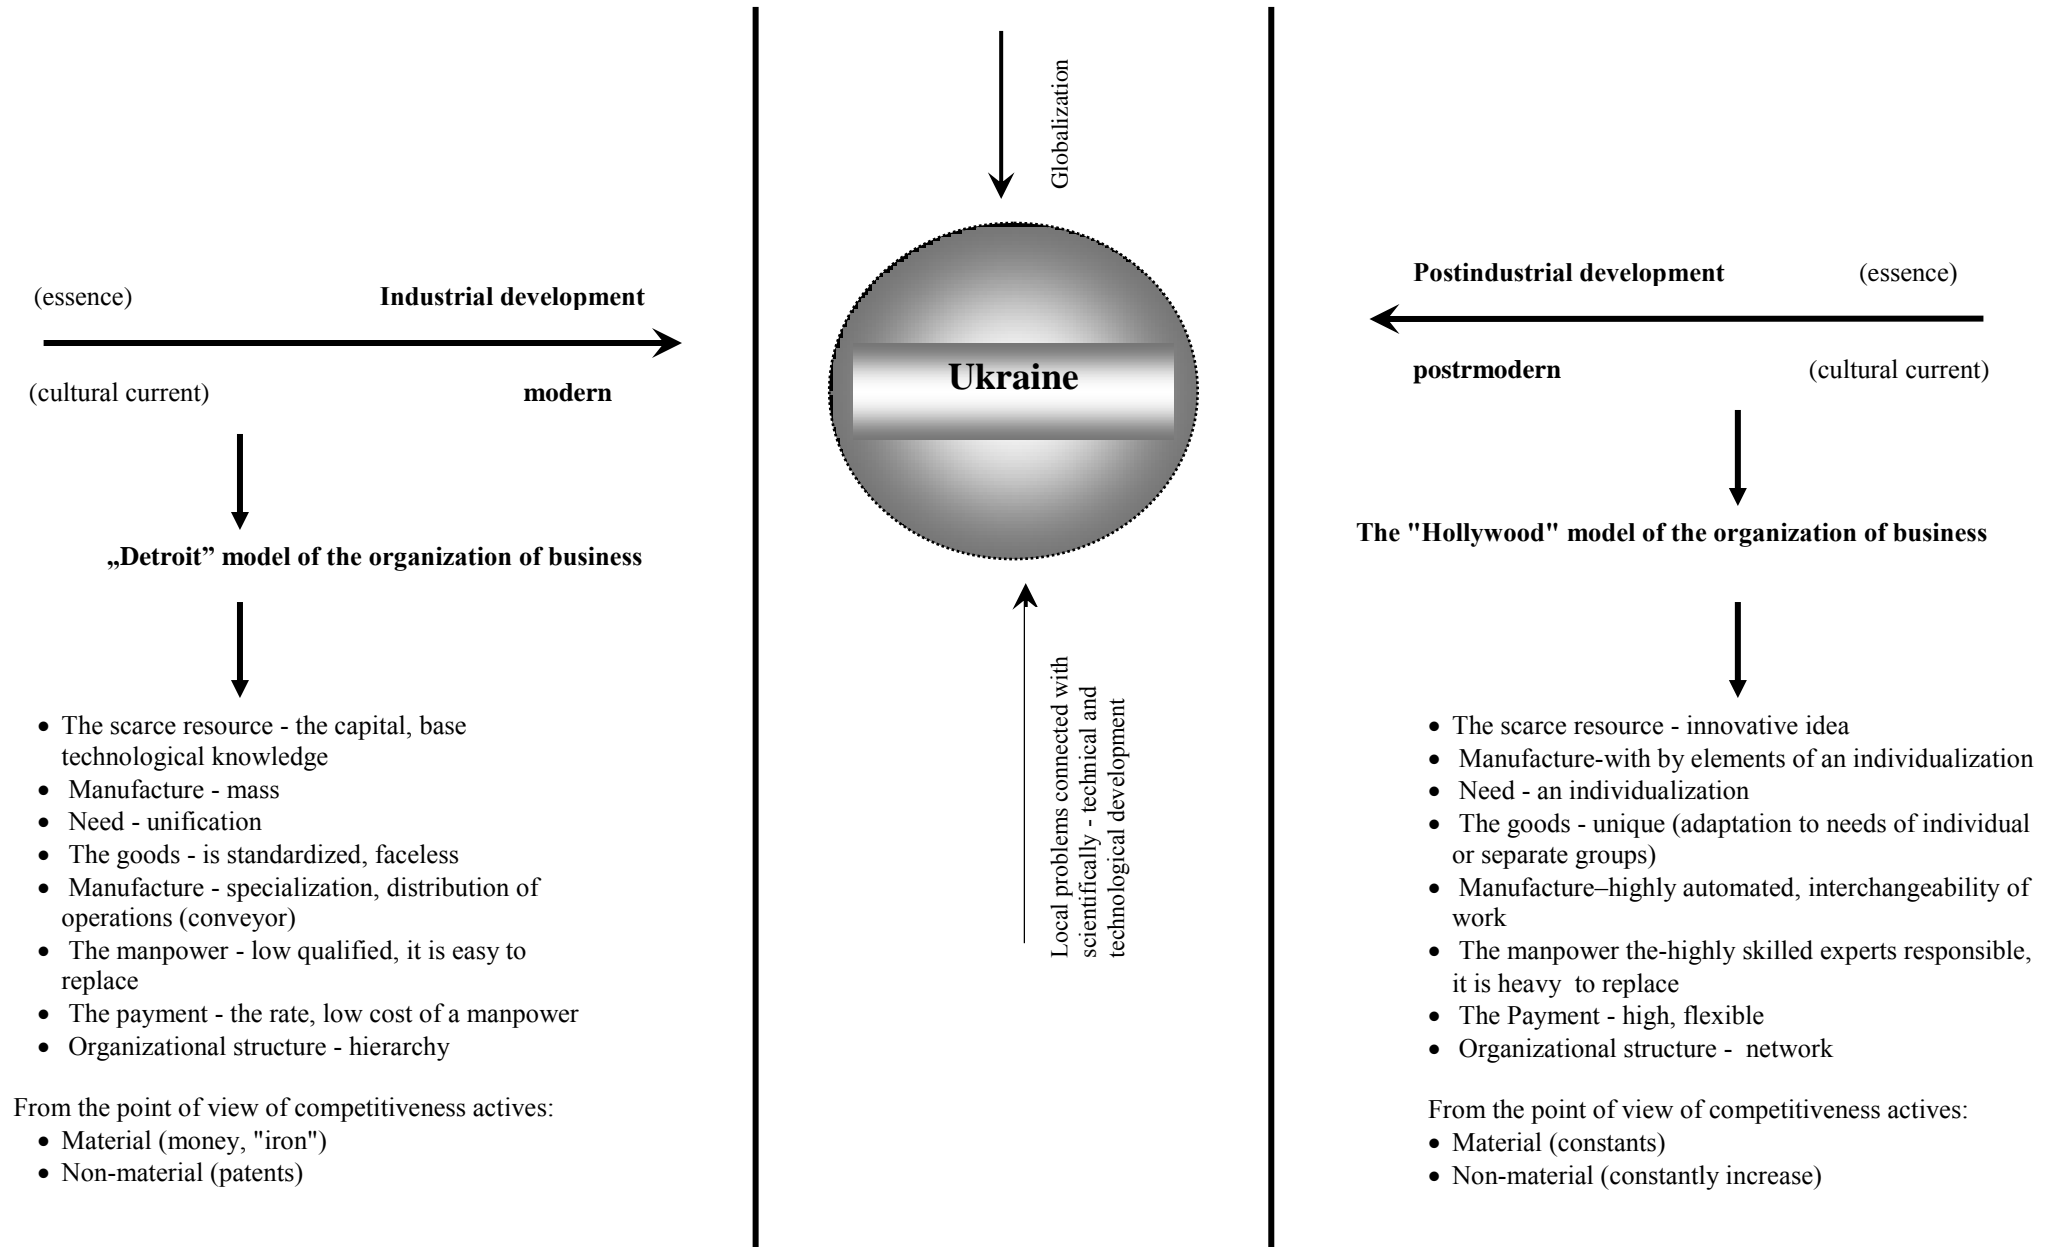 (essence) Industrial development
(cultural current) modern
„Detroit” model of the organization of business
• The scarce resource - the capital, base
technological knowledge
• Manufacture - mass
• Need - unification
• The goods - is standardized, faceless
• Manufacture - specialization, distribution of
operations (conveyor)
• The manpower - low qualified, it is easy to
replace
• The payment - the rate, low cost of a manpower
• Organizational structure - hierarchy
From the point of view of competitiveness actives:
• Material (money, "iron")
• Non-material (patents)
Globalization
Ukraine
Local problems connected with
scientifically - technical and
technological development
Postindustrial development (essence)
postrmodern (cultural current)
The "Hollywood" model of the organization of business
• The scarce resource - innovative idea
• Manufacture-with by elements of an individualization
• Need - an individualization
• The goods - unique (adaptation to needs of individual
or separate groups)
• Manufacture–highly automated, interchangeability of
work
• The manpower the-highly skilled experts responsible,
it is heavy to replace
• The Payment - high, flexible
• Organizational structure - network
From the point of view of competitiveness actives:
• Material (constants)
• Non-material (constantly increase)